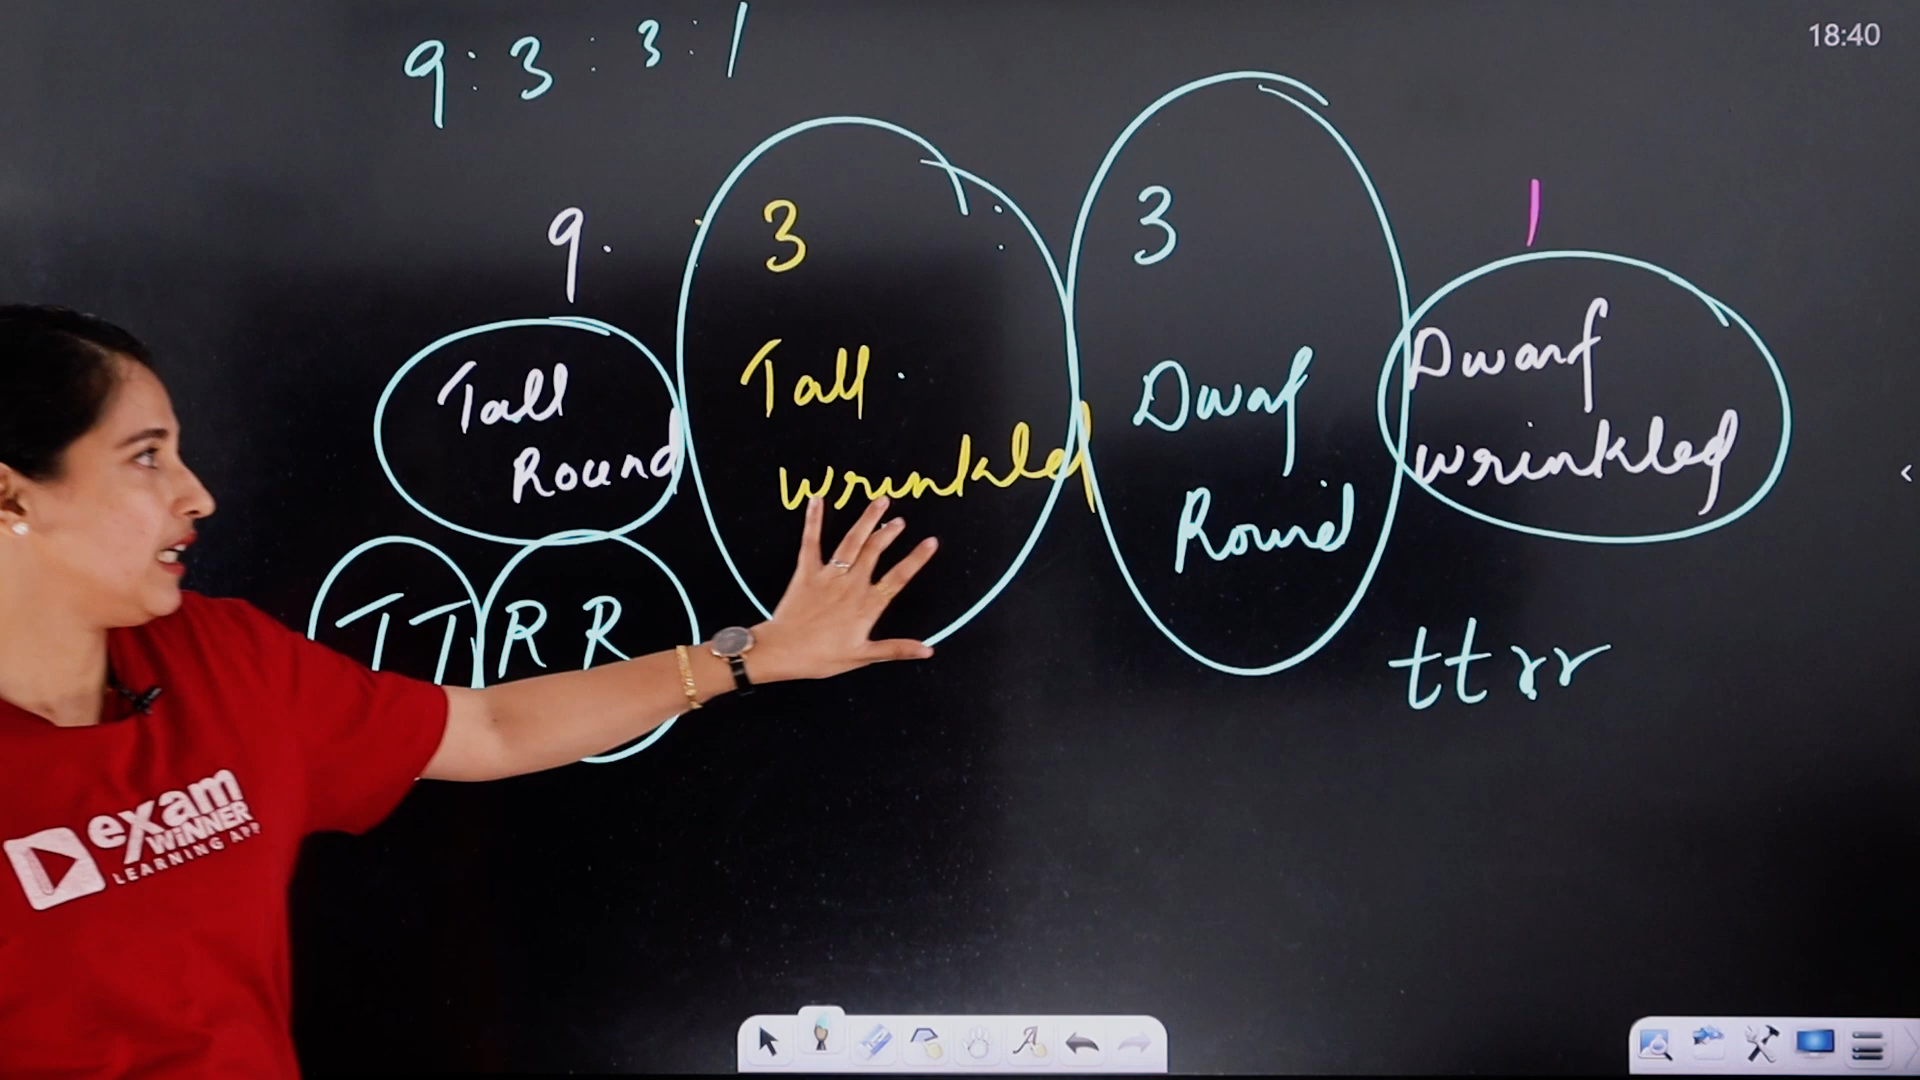 9 : 3 : 3 : 1
18:40
9 : 3 : 3 1
Tall
Round
Tall
wrinkled
Dwaf
Round
Dwarf
wrinkled
TT RR
ttrr
exam
WINNER
LEARNING APP